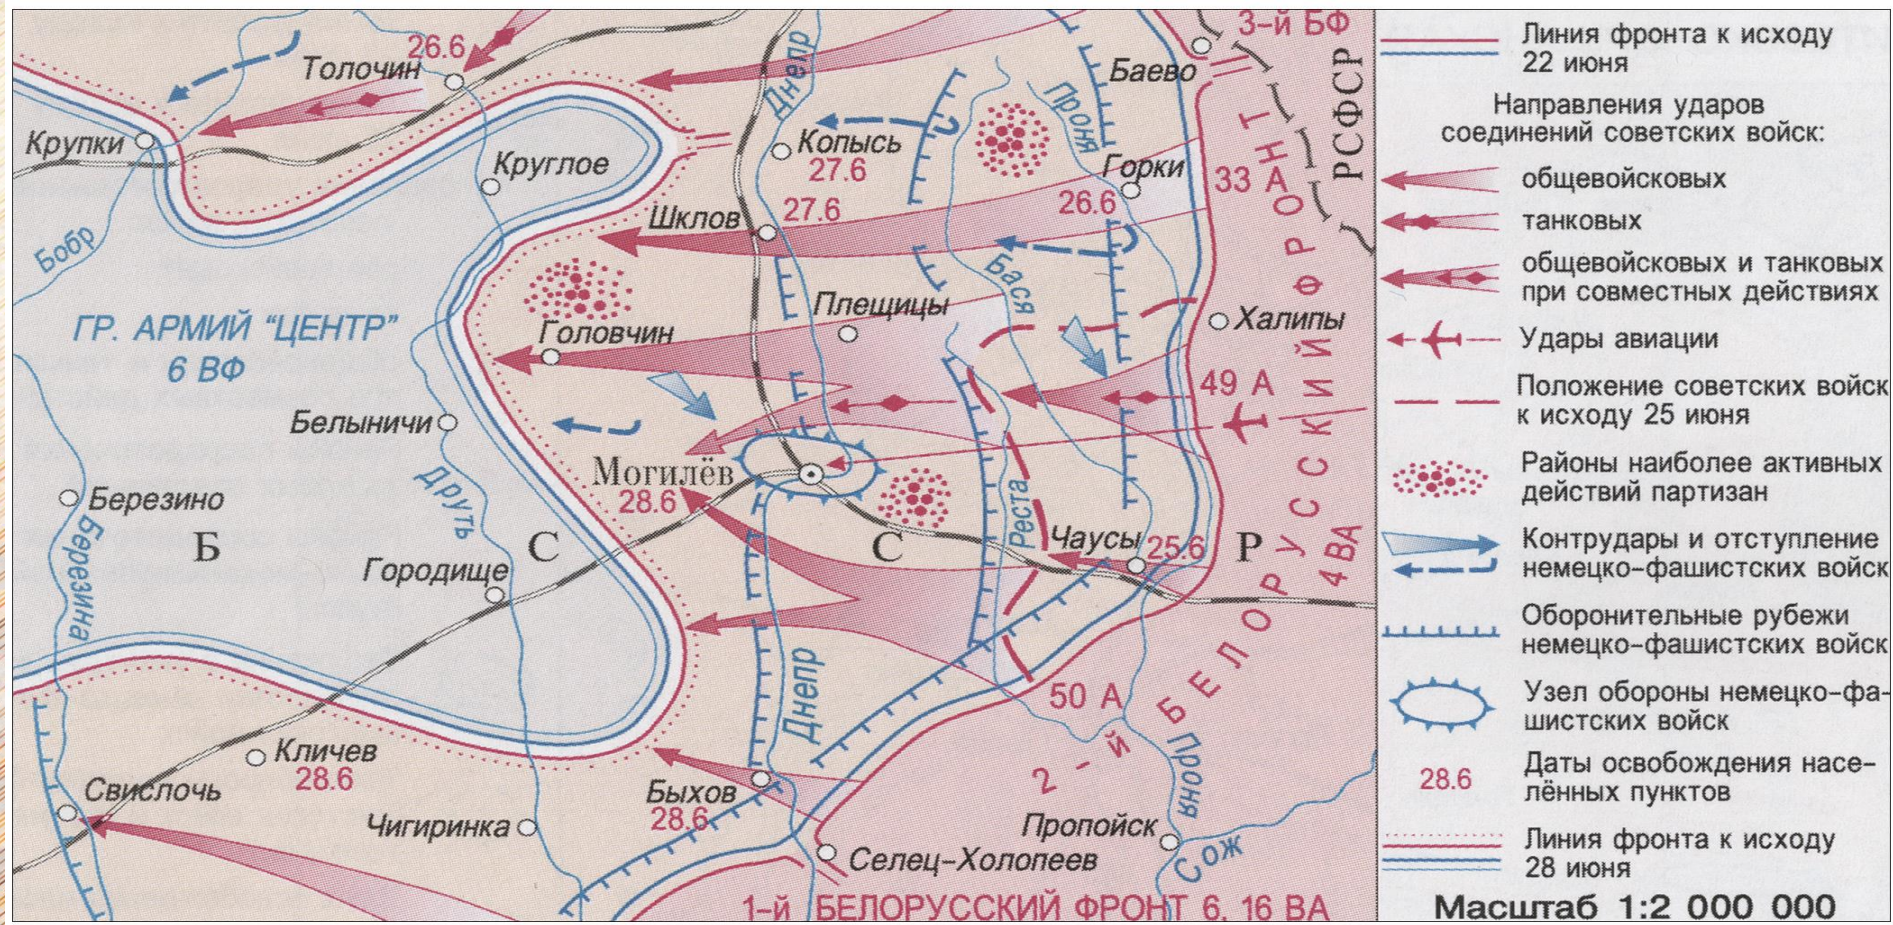 3-й БФ
26.6
Толочин
Днепр
Баево
РСФСР
Проня
Крупки
Копысь
27.6
Круглое
Горки
26.6
33 А
Шклов
27.6
Бобр
Бася
Плещицы
Халипы
ГР. АРМИЙ "ЦЕНТР"
6 ВФ
Головчин
49 А
Белыничи
Могилёв
28.6
Друть
Реста
Березино
Березина
Чаусы
25.6
Б С С Р
4 ВА
Городище
2-й БЕЛОРУССКИЙ ФРОНТ
50 А
Днепр
Проня
Кличев
28.6
Свислочь
Быхов
28.6
Чигиринка
Пропойск
Сож
Селец-Холопеев
1-й БЕЛОРУССКИЙ ФРОНТ 6, 16 ВА
Линия фронта к исходу
22 июня
Направления ударов
соединений советских войск:
общевойсковых
танковых
общевойсковых и танковых
при совместных действиях
Удары авиации
Положение советских войск
к исходу 25 июня
Районы наиболее активных
действий партизан
Контрудары и отступление
немецко-фашистских войск
Оборонительные рубежи
немецко-фашистских войск
Узел обороны немецко-фа-
шистских войск
28.6
Даты освобождения насе-
лённых пунктов
Линия фронта к исходу
28 июня
Масштаб 1:2 000 000